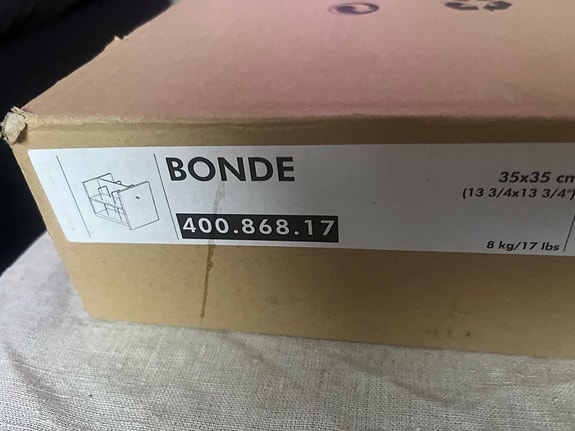 BONDE
400.868.17
35x35 cm
(13 3/4x13 3/4")
8 kg/17 lbs